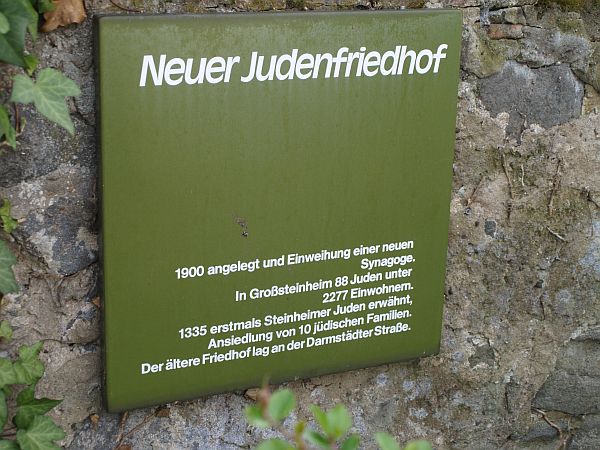 Neuer Judenfriedhof
1900 angelegt und Einweihung einer neuen
Synagoge.
In Großsteinheim 88 Juden unter
2277 Einwohnern.
1335 erstmals Steinheimer Juden erwähnt,
Ansiedlung von 10 jüdischen Familien.
Der ältere Friedhof lag an der Darmstädter Straße.